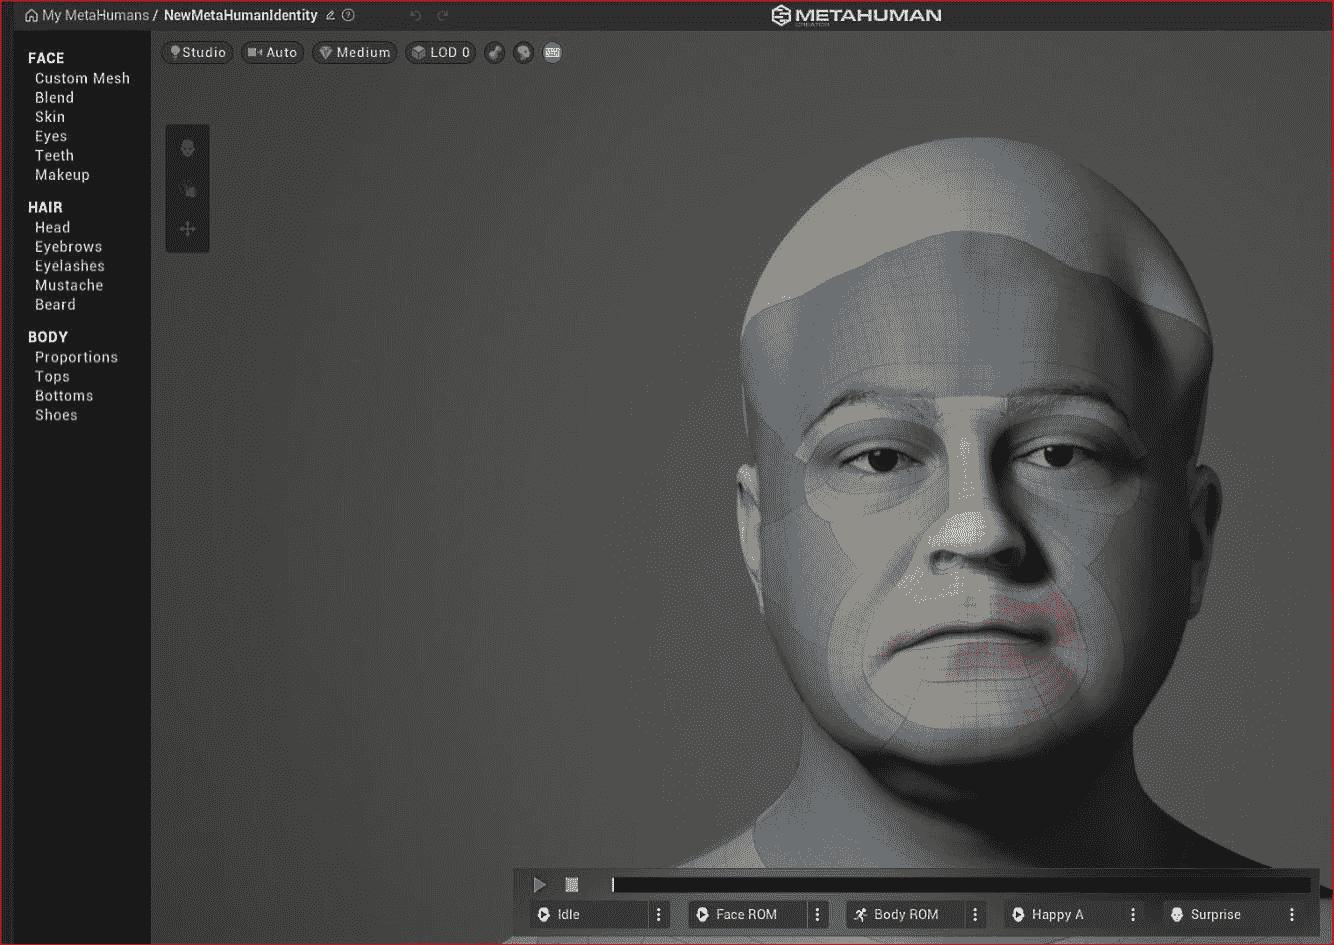 My MetaHumans / NewMetaHumanIdentity
METAHUMAN
CREATOR
Studio
Auto
Medium
LOD 0
FACE
Custom Mesh
Blend
Skin
Eyes
Teeth
Makeup
HAIR
Head
Eyebrows
Eyelashes
Mustache
Beard
BODY
Proportions
Tops
Bottoms
Shoes
Idle
Face ROM
Body ROM
Happy A
Surprise